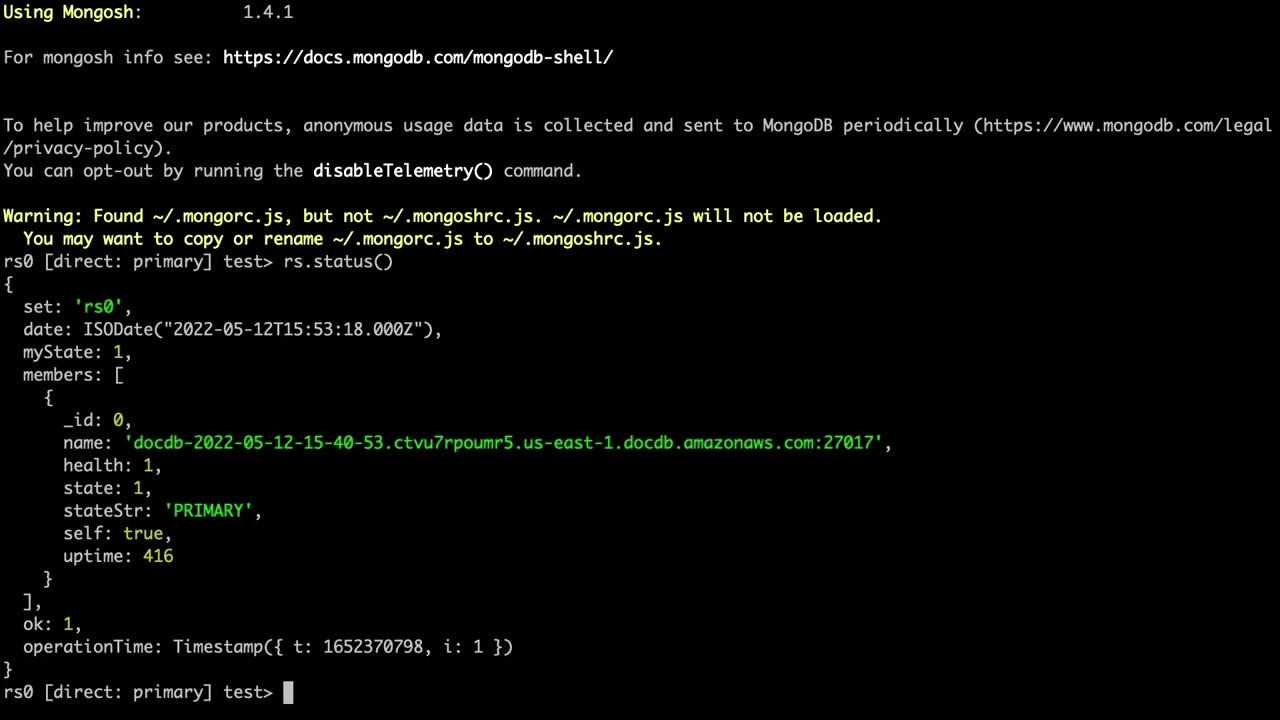 Using Mongosh:          1.4.1
For mongosh info see: https://docs.mongodb.com/mongodb-shell/
To help improve our products, anonymous usage data is collected and sent to MongoDB periodically (https://www.mongodb.com/legal
/privacy-policy).
You can opt-out by running the disableTelemetry() command.
Warning: Found ~/.mongorc.js, but not ~/.mongoshrc.js. ~/.mongorc.js will not be loaded.
  You may want to copy or rename ~/.mongorc.js to ~/.mongoshrc.js.
rs0 [direct: primary] test> rs.status()
{
  set: 'rs0',
  date: ISODate("2022-05-12T15:53:18.000Z"),
  myState: 1,
  members: [
    {
      _id: 0,
      name: 'docdb-2022-05-12-15-40-53.ctvu7rpoumr5.us-east-1.docdb.amazonaws.com:27017',
      health: 1,
      state: 1,
      stateStr: 'PRIMARY',
      self: true,
      uptime: 416
    }
  ],
  ok: 1,
  operationTime: Timestamp({ t: 1652370798, i: 1 })
}
rs0 [direct: primary] test>